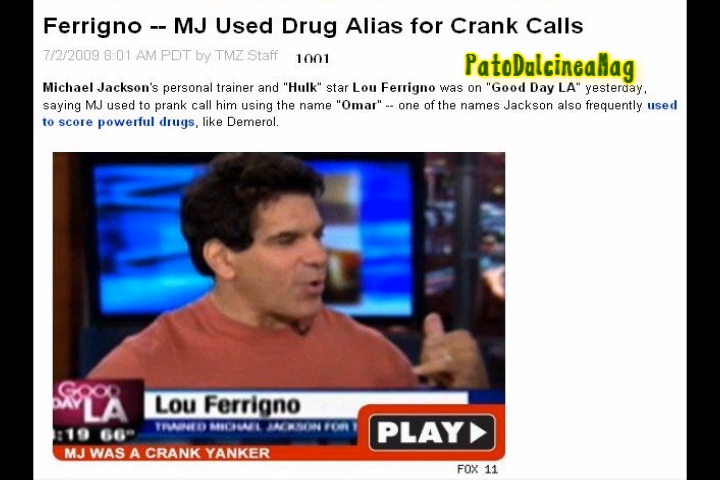 Ferrigno -- MJ Used Drug Alias for Crank Calls
7/2/2009 8:01 AM PDT by TMZ Staff 1001
PatoDulcineaMag
Michael Jackson's personal trainer and "Hulk" star Lou Ferrigno was on "Good Day LA" yesterday,
saying MJ used to prank call him using the name "Omar" -- one of the names Jackson also frequently used
to score powerful drugs, like Demerol.
GOOD
DAY LA
Lou Ferrigno
:19 66°
TRAINED MICHAEL JACKSON FOR
PLAY
MJ WAS A CRANK YANKER
FOX 11